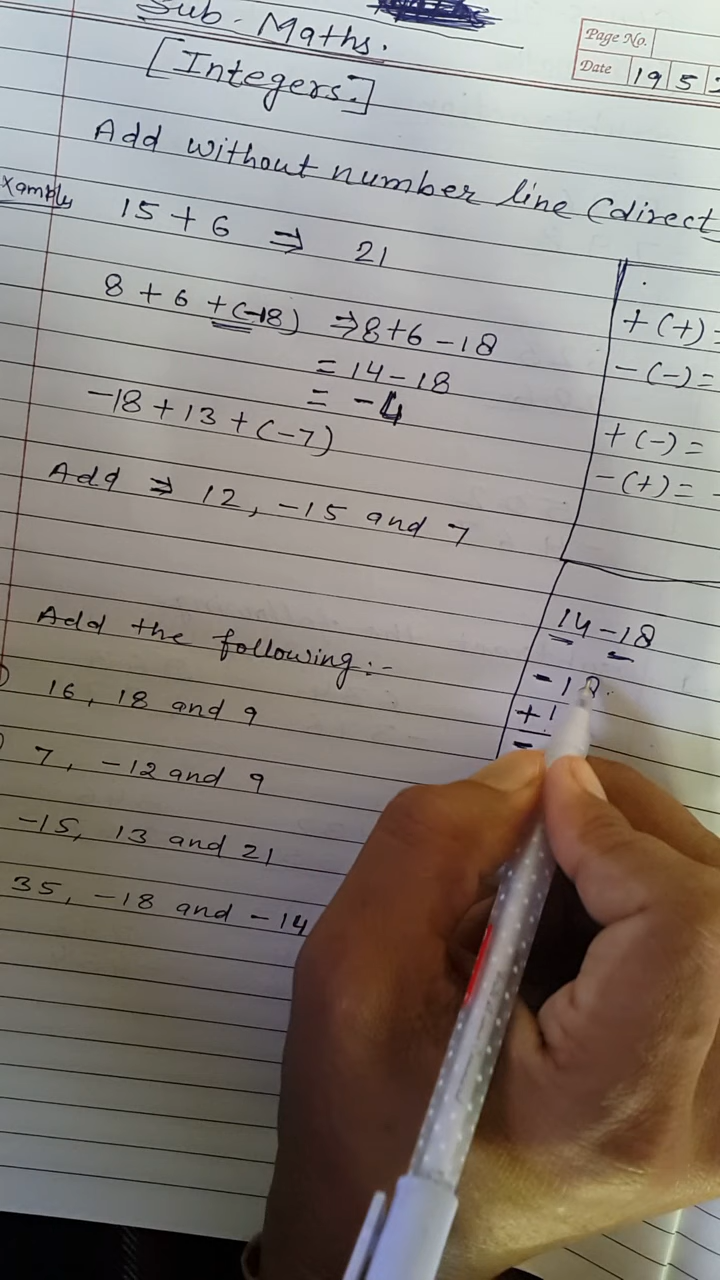 Sub - Maths.
Page No.
Date 19 5
[Integers.]
Add without number line (direct
15 + 6 ⇒ 21
8 + 6 + (-18) ⇒ 8+6-18
= 14-18
= -4
-18 + 13 + (-7)
Add ⇒ 12, -15 and 7
+ (+) =
- (-) =
+ (-) =
- (+) =
14 - 18
- 18
+ 1
-
Add the following:-
16, 18 and 9
7, -12 and 9
-15, 13 and 21
35, -18 and -14